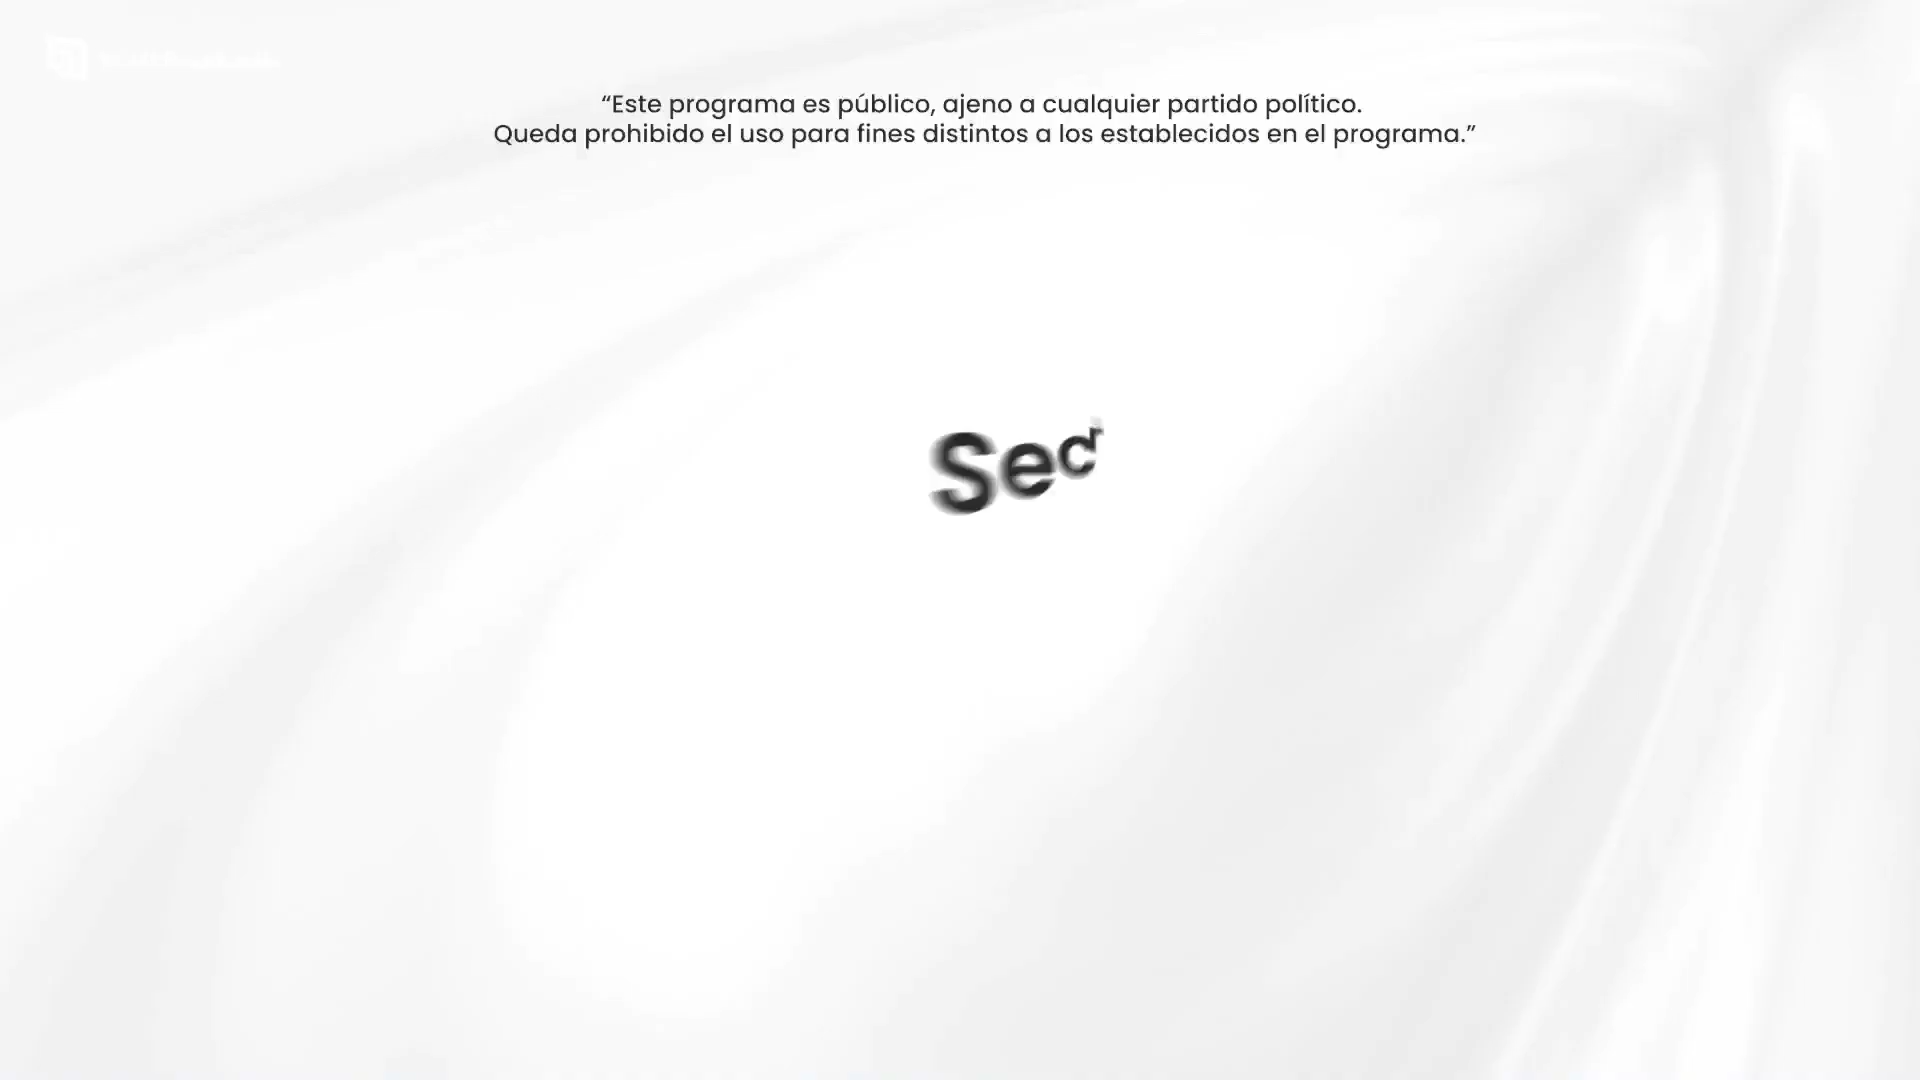 “Este programa es público, ajeno a cualquier partido político.
Queda prohibido el uso para fines distintos a los establecidos en el programa.”
Sec